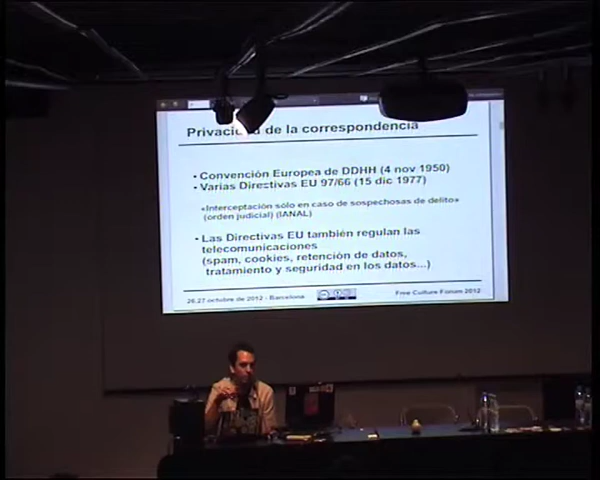 Privacidad de la correspondencia
• Convención Europea de DDHH (4 nov 1950)
• Varias Directivas EU 97/66 (15 dic 1977)
«Interceptación sólo en caso de sospechosas de delito»
(orden judicial) (IANAL)
• Las Directivas EU también regulan las
telecomunicaciones
(spam, cookies, retención de datos,
tratamiento y seguridad en los datos...)
26,27 octubre de 2012 - Barcelona
Free Culture Forum 2012